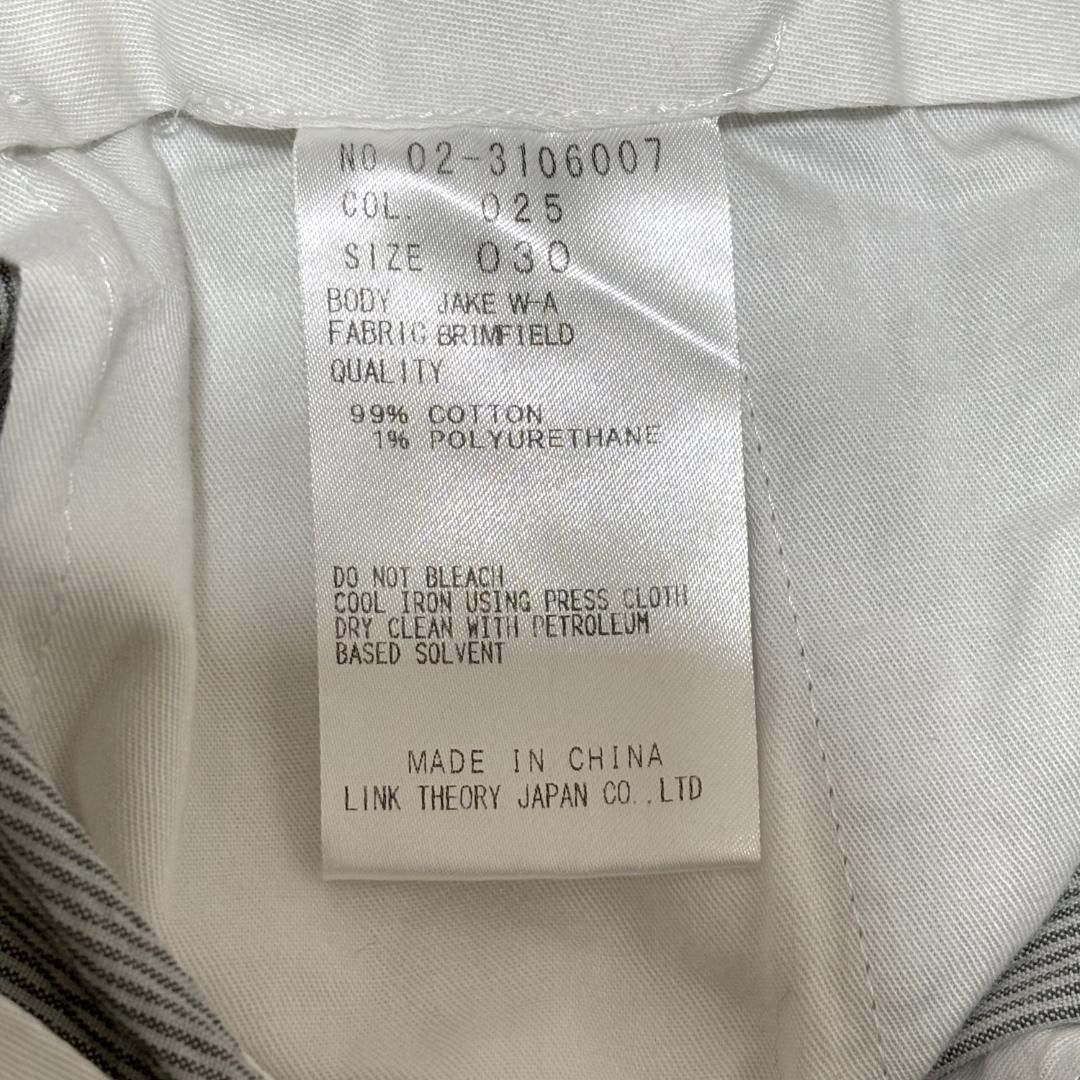 NO 02-3106007
COL. 025
SIZE 030
BODY JAKE W-A
FABRIC BRIMFIELD
QUALITY
99% COTTON
1% POLYURETHANE
DO NOT BLEACH
COOL IRON USING PRESS CLOTH
DRY CLEAN WITH PETROLLUM
BASED SOLVENT
MADE IN CHINA
LINK THEORY JAPAN CO.,LTD